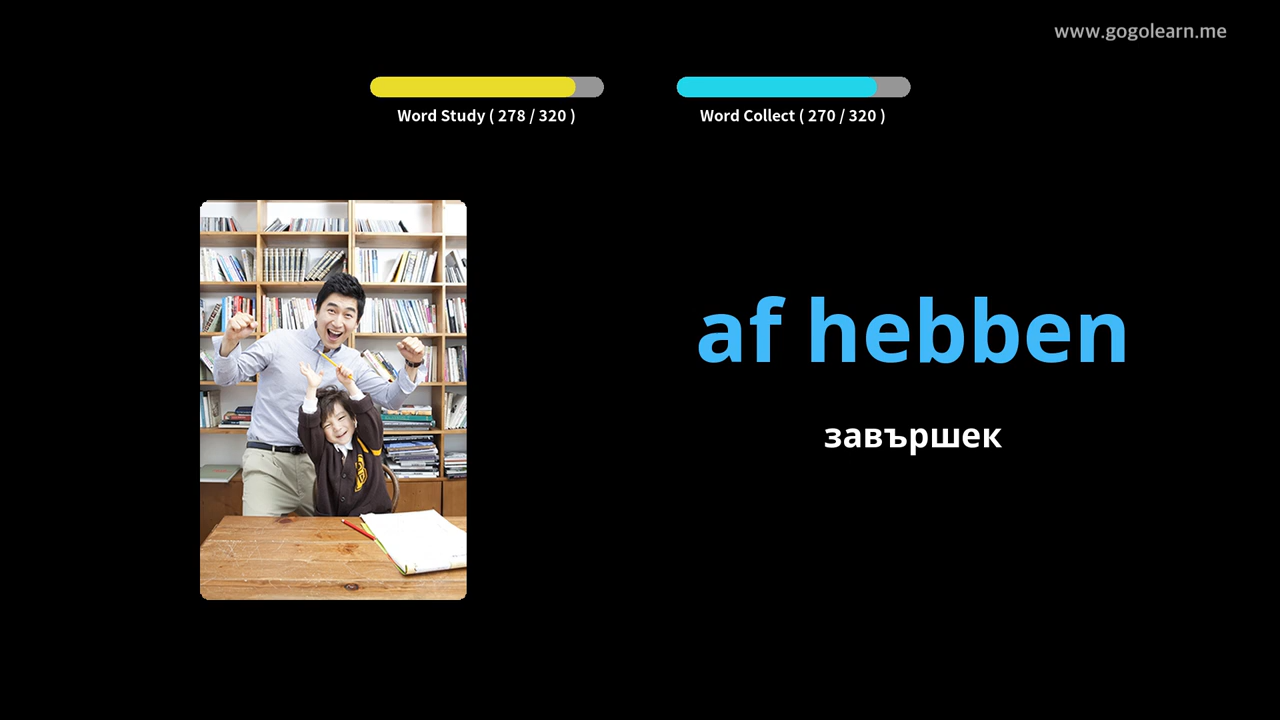 www.gogolearn.me
Word Study ( 278 / 320 )
Word Collect ( 270 / 320 )
af hebben
завършек